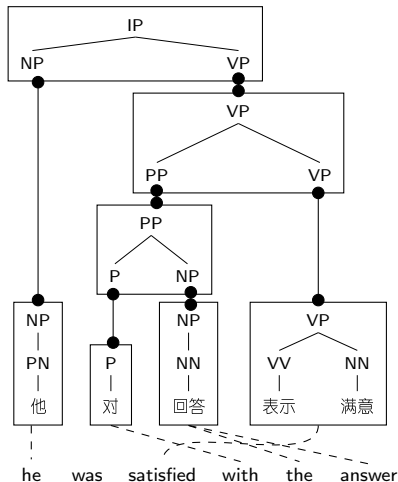 IP
NP VP
VP
PP VP
PP
P NP
NP NP VP
PN P NN VV NN
他 对 回答 表示 满意
he was satisfied with the answer